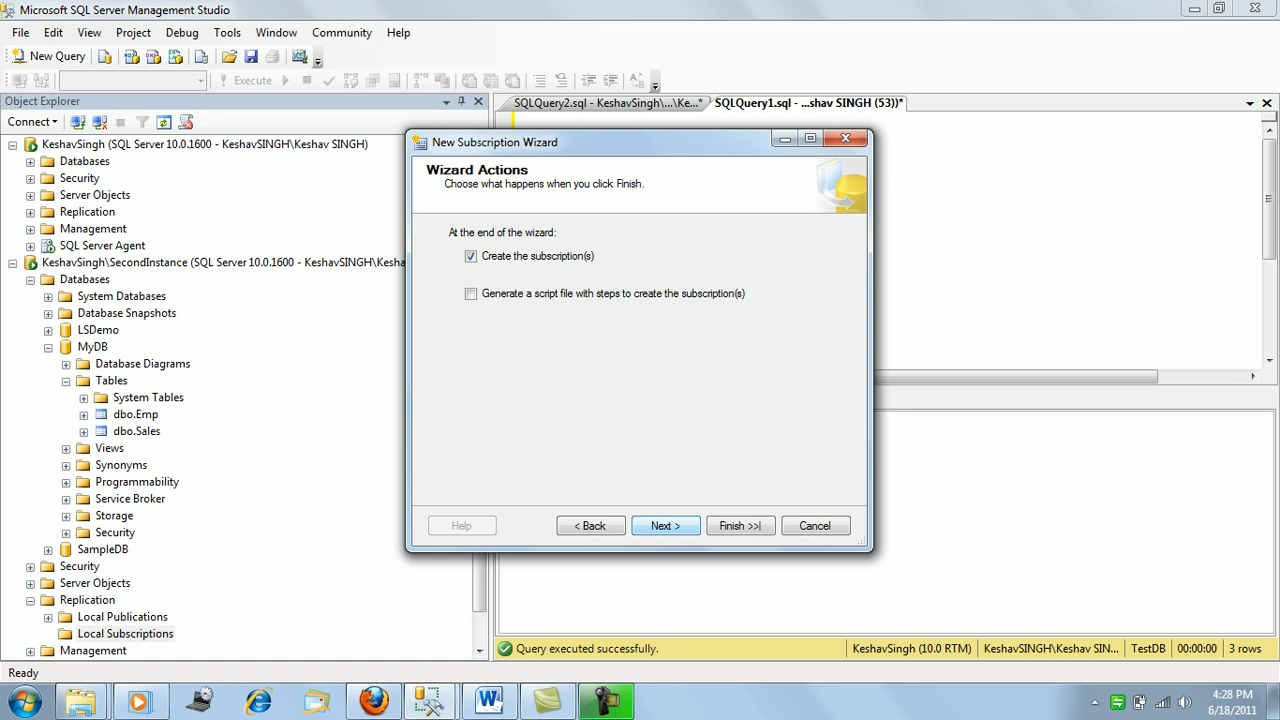 Microsoft SQL Server Management Studio
File Edit View Project Debug Tools Window Community Help
New Query
Execute
Object Explorer
SQLQuery2.sql - KeshavSingh\...\Ke...*
SQLQuery1.sql - ...shav SINGH (53))*
Connect
KeshavSingh (SQL Server 10.0.1600 - KeshavSINGH\Keshav SINGH)
Databases
Security
Server Objects
Replication
Management
SQL Server Agent
KeshavSingh\SecondInstance (SQL Server 10.0.1600 - KeshavSINGH\Kesha
Databases
System Databases
Database Snapshots
LSDemo
MyDB
Database Diagrams
Tables
System Tables
dbo.Emp
dbo.Sales
Views
Synonyms
Programmability
Service Broker
Storage
Security
SampleDB
Security
Server Objects
Replication
Local Publications
Local Subscriptions
Management
New Subscription Wizard
Wizard Actions
Choose what happens when you click Finish.
At the end of the wizard:
Create the subscription(s)
Generate a script file with steps to create the subscription(s)
Help < Back Next > Finish >>| Cancel
Query executed successfully. KeshavSingh (10.0 RTM) KeshavSINGH\Keshav SIN... TestDB 00:00:00 3 rows
Ready
4:28 PM
6/18/2011